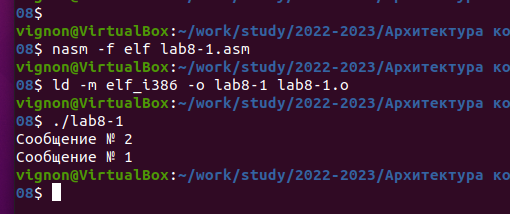 08$
vignon@VirtualBox:~/work/study/2022-2023/Архитектура ко
08$ nasm -f elf lab8-1.asm
vignon@VirtualBox:~/work/study/2022-2023/Архитектура ко
08$ ld -m elf_i386 -o lab8-1 lab8-1.o
vignon@VirtualBox:~/work/study/2022-2023/Архитектура ко
08$ ./lab8-1
Сообщение № 2
Сообщение № 1
vignon@VirtualBox:~/work/study/2022-2023/Архитектура ко
08$